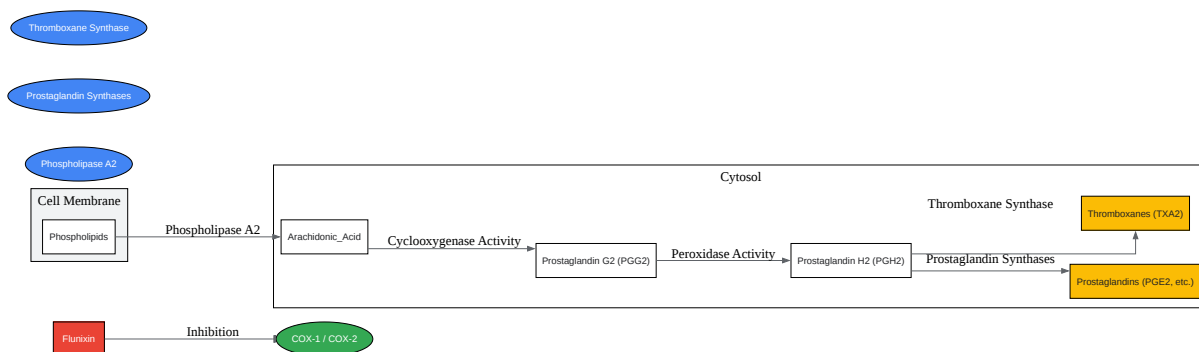 Thromboxane Synthase
Prostaglandin Synthases
Phospholipase A2
Cell Membrane
Phospholipids
Phospholipase A2
Cytosol
Arachidonic_Acid
Cyclooxygenase Activity
Prostaglandin G2 (PGG2)
Peroxidase Activity
Prostaglandin H2 (PGH2)
Thromboxane Synthase
Thromboxanes (TXA2)
Prostaglandin Synthases
Prostaglandins (PGE2, etc.)
Flunixin
Inhibition
COX-1 / COX-2